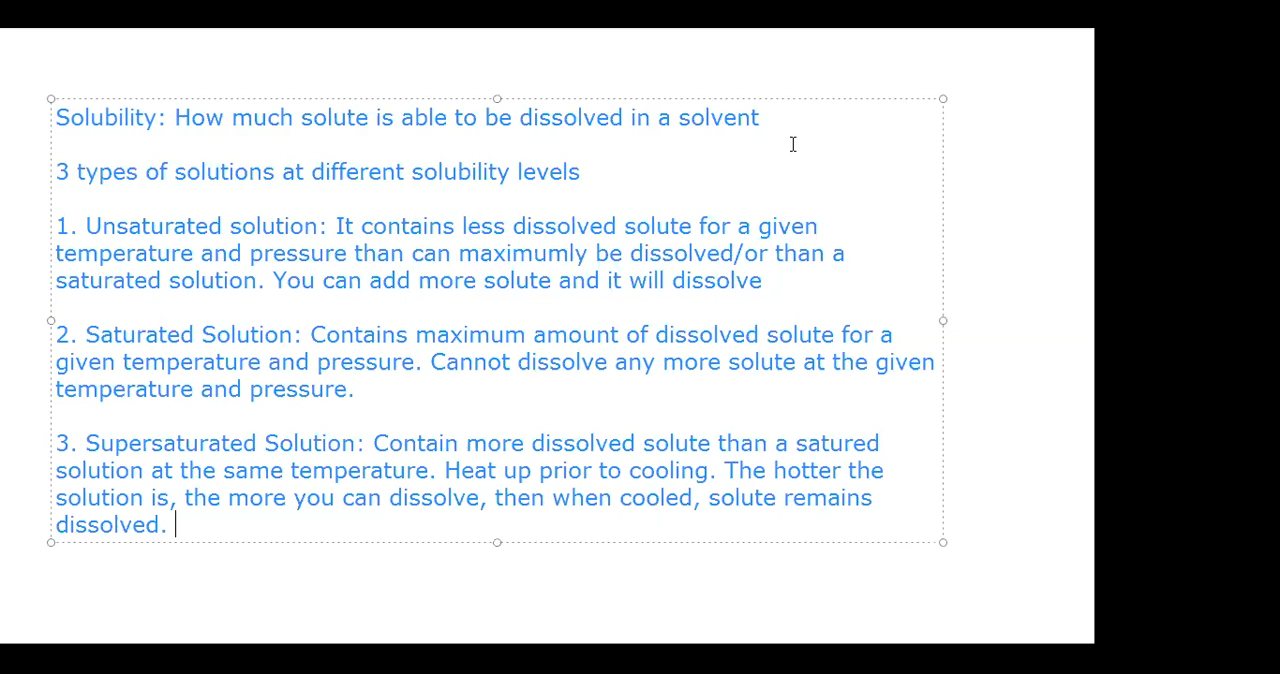 Solubility: How much solute is able to be dissolved in a solvent
3 types of solutions at different solubility levels
1. Unsaturated solution: It contains less dissolved solute for a given
temperature and pressure than can maximumly be dissolved/or than a
saturated solution. You can add more solute and it will dissolve
2. Saturated Solution: Contains maximum amount of dissolved solute for a
given temperature and pressure. Cannot dissolve any more solute at the given
temperature and pressure.
3. Supersaturated Solution: Contain more dissolved solute than a satured
solution at the same temperature. Heat up prior to cooling. The hotter the
solution is, the more you can dissolve, then when cooled, solute remains
dissolved.